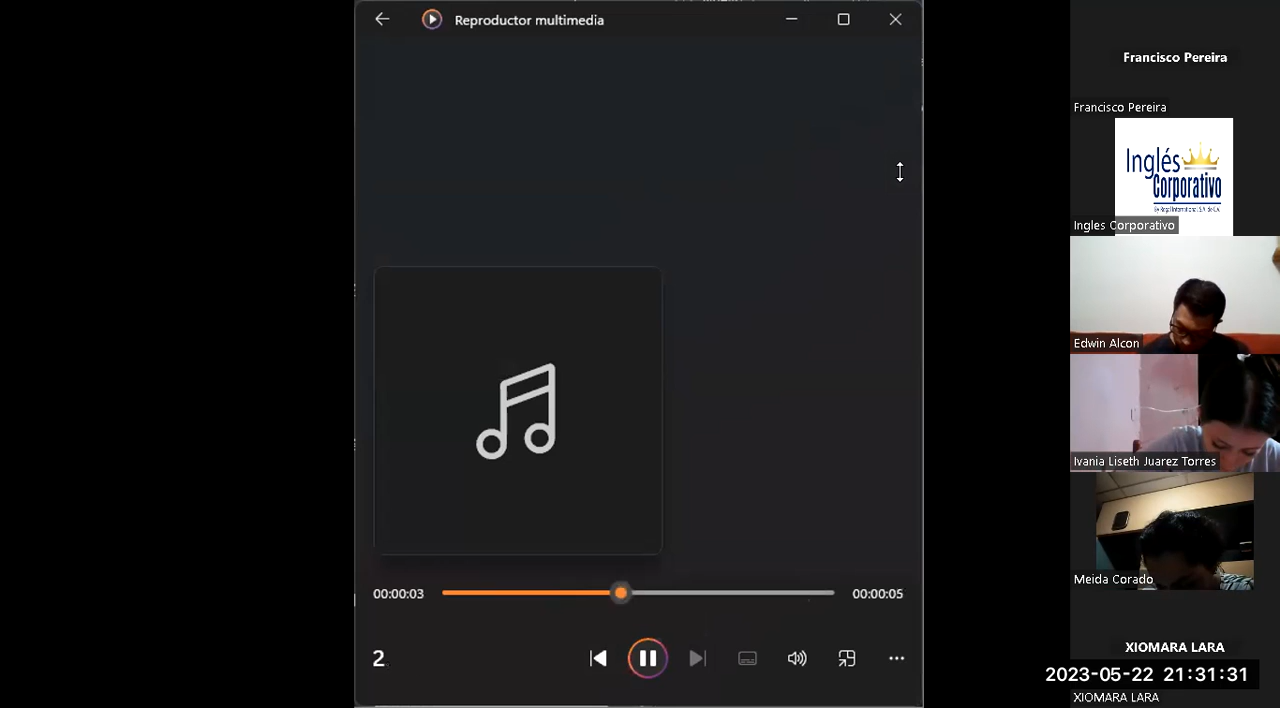 Reproductor multimedia
00:00:03
00:00:05
2
Francisco Pereira
Francisco Pereira
Inglés
Corporativo
Ingles Corporativo
Edwin Alcon
Ivania Liseth Juarez Torres
Meida Corado
XIOMARA LARA
2023-05-22 21:31:31
XIOMARA LARA